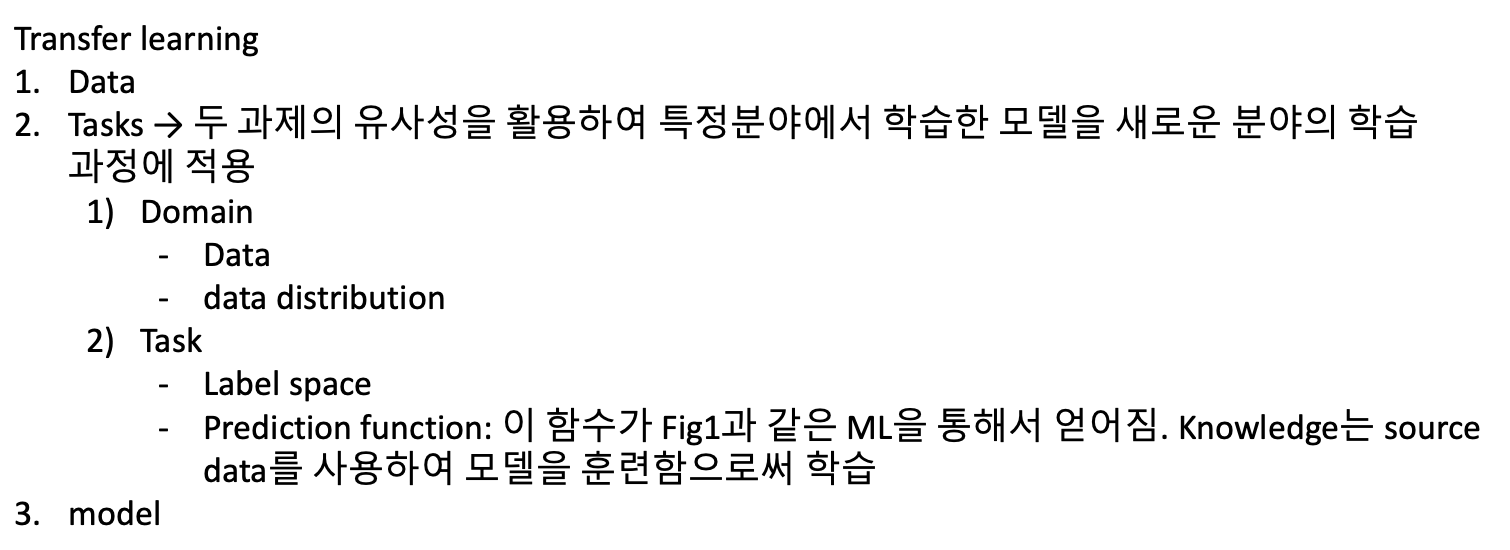 Transfer learning
1. Data
2. Tasks → 두 과제의 유사성을 활용하여 특정분야에서 학습한 모델을 새로운 분야의 학습
과정에 적용
1) Domain
- Data
- data distribution
2) Task
- Label space
- Prediction function: 이 함수가 Fig1과 같은 ML을 통해서 얻어짐. Knowledge는 source
data를 사용하여 모델을 훈련함으로써 학습
3. model